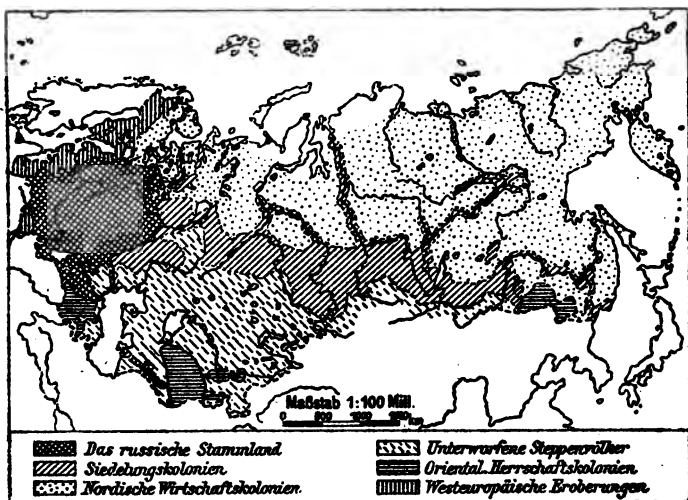 Maßstab 1:100 Mill.
0 500 1000 1500 km
Das russische Stammland
Siedelungskolonien
Nordische Wirtschaftskolonien.
Unterworfene Steppenvölker
Oriental. Herrschaftskolonien
Westeuropäische Eroberungen